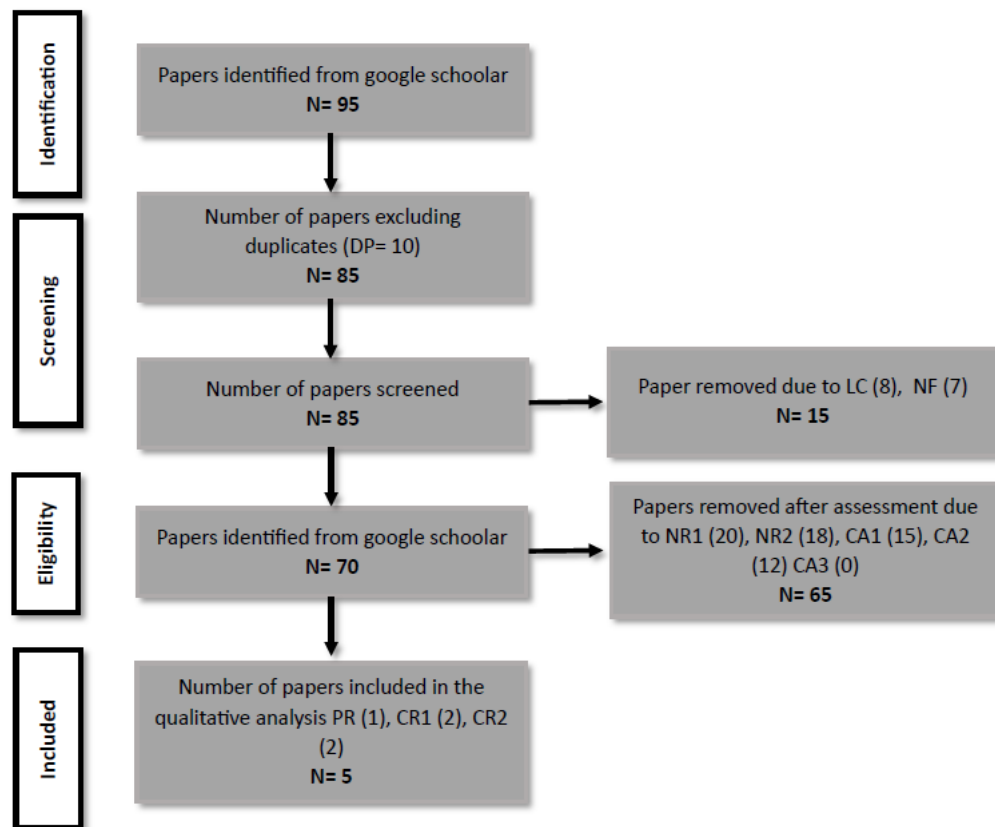 Identification
Papers identified from google schoolar
N= 95
Number of papers excluding
duplicates (DP= 10)
N= 85
Screening
Number of papers screened
N= 85
Paper removed due to LC (8), NF (7)
N= 15
Eligibility
Papers identified from google schoolar
N= 70
Papers removed after assessment due
to NR1 (20), NR2 (18), CA1 (15), CA2
(12) CA3 (0)
N= 65
Included
Number of papers included in the
qualitative analysis PR (1), CR1 (2), CR2
(2)
N= 5